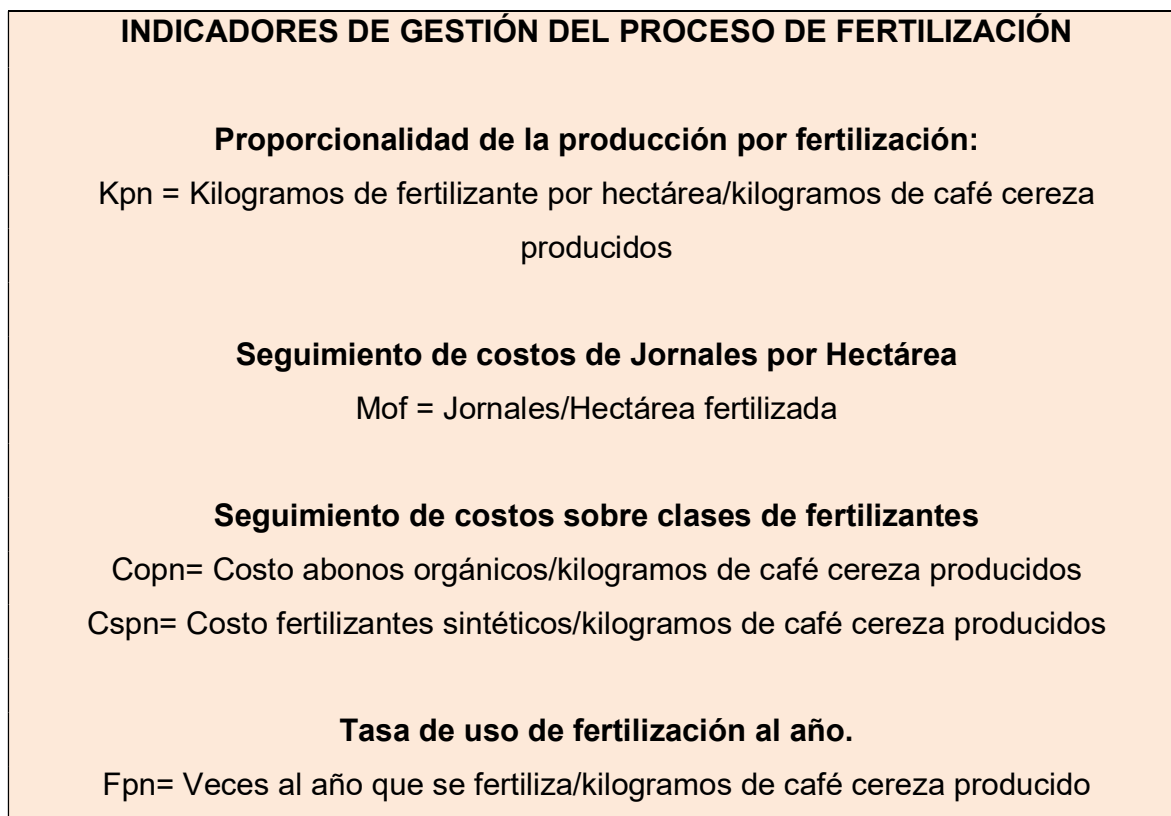 INDICADORES DE GESTIÓN DEL PROCESO DE FERTILIZACIÓN
Proporcionalidad de la producción por fertilización:
Kpn = Kilogramos de fertilizante por hectárea/kilogramos de café cereza
producidos
Seguimiento de costos de Jornales por Hectárea
Mof = Jornales/Hectárea fertilizada
Seguimiento de costos sobre clases de fertilizantes
Copn= Costo abonos orgánicos/kilogramos de café cereza producidos
Cspn= Costo fertilizantes sintéticos/kilogramos de café cereza producidos
Tasa de uso de fertilización al año.
Fpn= Veces al año que se fertiliza/kilogramos de café cereza producido